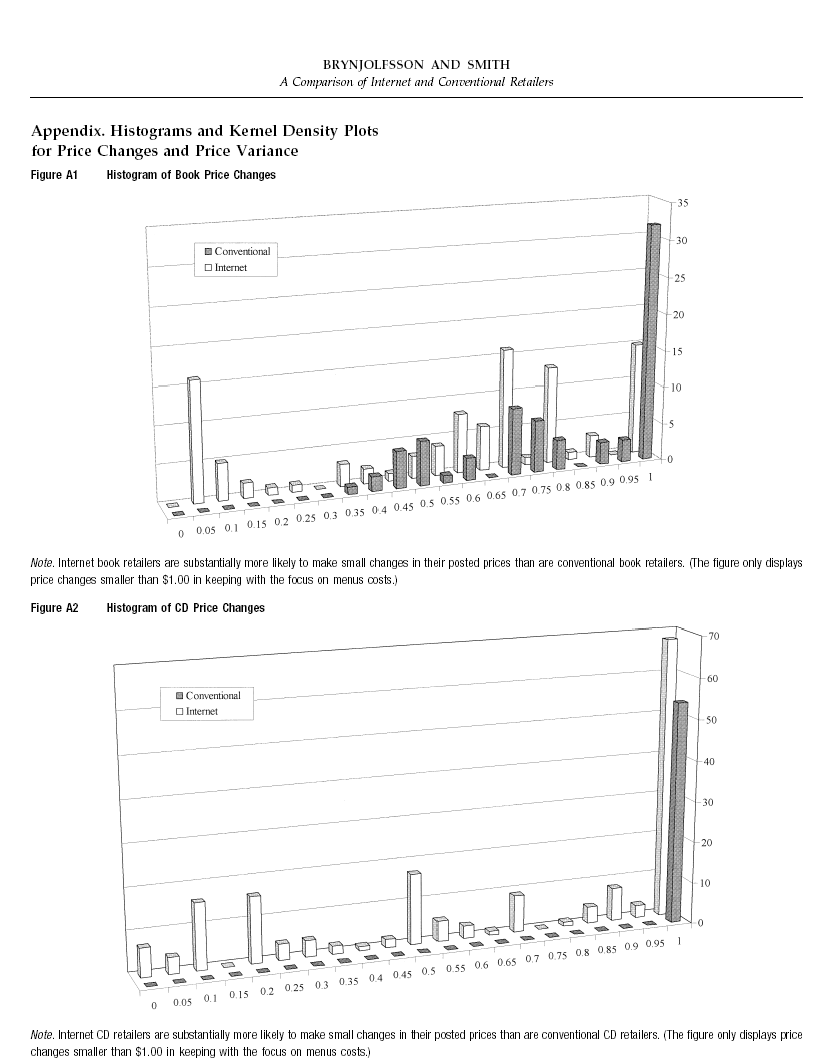 BRYNJOLFSSON AND SMITH
A Comparison of Internet and Conventional Retailers
Appendix. Histograms and Kernel Density Plots
for Price Changes and Price Variance
Figure A1 Histogram of Book Price Changes
Conventional
Internet
35
30
25
20
15
10
5
0
0 0.05 0.1 0.15 0.2 0.25 0.3 0.35 0.4 0.45 0.5 0.55 0.6 0.65 0.7 0.75 0.8 0.85 0.9 0.95 1
Note. Internet book retailers are substantially more likely to make small changes in their posted prices than are conventional book retailers. (The figure only displays
price changes smaller than $1.00 in keeping with the focus on menus costs.)
Figure A2 Histogram of CD Price Changes
Conventional
Internet
70
60
50
40
30
20
10
0
0 0.05 0.1 0.15 0.2 0.25 0.3 0.35 0.4 0.45 0.5 0.55 0.6 0.65 0.7 0.75 0.8 0.85 0.9 0.95 1
Note. Internet CD retailers are substantially more likely to make small changes in their posted prices than are conventional CD retailers. (The figure only displays price
changes smaller than $1.00 in keeping with the focus on menus costs.)